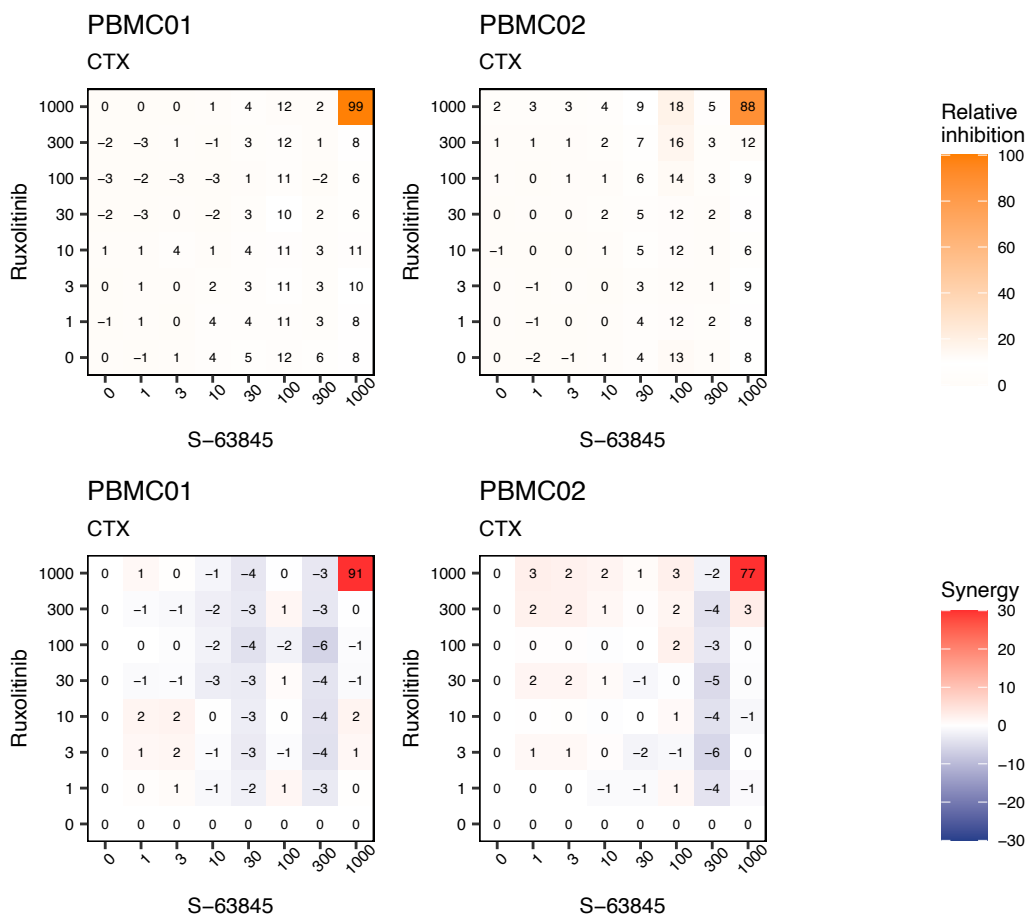 PBMC01 PBMC02
CTX CTX
1000 0 0 0 1 4 12 2 99 1000 2 3 3 4 9 18 5 88
300 −2 −3 1 −1 3 12 1 8 300 1 1 1 2 7 16 3 12
100 −3 −2 −3 −3 1 11 −2 6 100 1 0 1 1 6 14 3 9
30 −2 −3 0 −2 3 10 2 6 30 0 0 0 2 5 12 2 8
10 1 1 4 1 4 11 3 11 10 −1 0 0 1 5 12 1 6
3 0 1 0 2 3 11 3 10 3 0 −1 0 0 3 12 1 9
1 −1 1 0 4 4 11 3 8 1 0 −1 0 0 4 12 2 8
0 0 −1 1 4 5 12 6 8 0 0 −2 −1 1 4 13 1 8
Ruxolitinib Ruxolitinib
0 1 3 10 30 100 300 1000 0 1 3 10 30 100 300 1000
S−63845 S−63845
Relative
inhibition
100
80
60
40
20
0
PBMC01 PBMC02
CTX CTX
1000 0 1 0 −1 −4 0 −3 91 1000 0 3 2 2 1 3 −2 77
300 0 −1 −1 −2 −3 1 −3 0 300 0 2 2 1 0 2 −4 3
100 0 0 0 −2 −4 −2 −6 −1 100 0 0 0 0 0 2 −3 0
30 0 −1 −1 −3 −3 1 −4 −1 30 0 2 2 1 −1 0 −5 0
10 0 2 2 0 −3 0 −4 2 10 0 0 0 0 0 1 −4 −1
3 0 1 2 −1 −3 −1 −4 1 3 0 1 1 0 −2 −1 −6 0
1 0 0 1 −1 −2 1 −3 0 1 0 0 0 −1 −1 1 −4 −1
0 0 0 0 0 0 0 0 0 0 0 0 0 0 0 0 0 0
Ruxolitinib Ruxolitinib
0 1 3 10 30 100 300 1000 0 1 3 10 30 100 300 1000
S−63845 S−63845
Synergy
30
20
10
0
−10
−20
−30